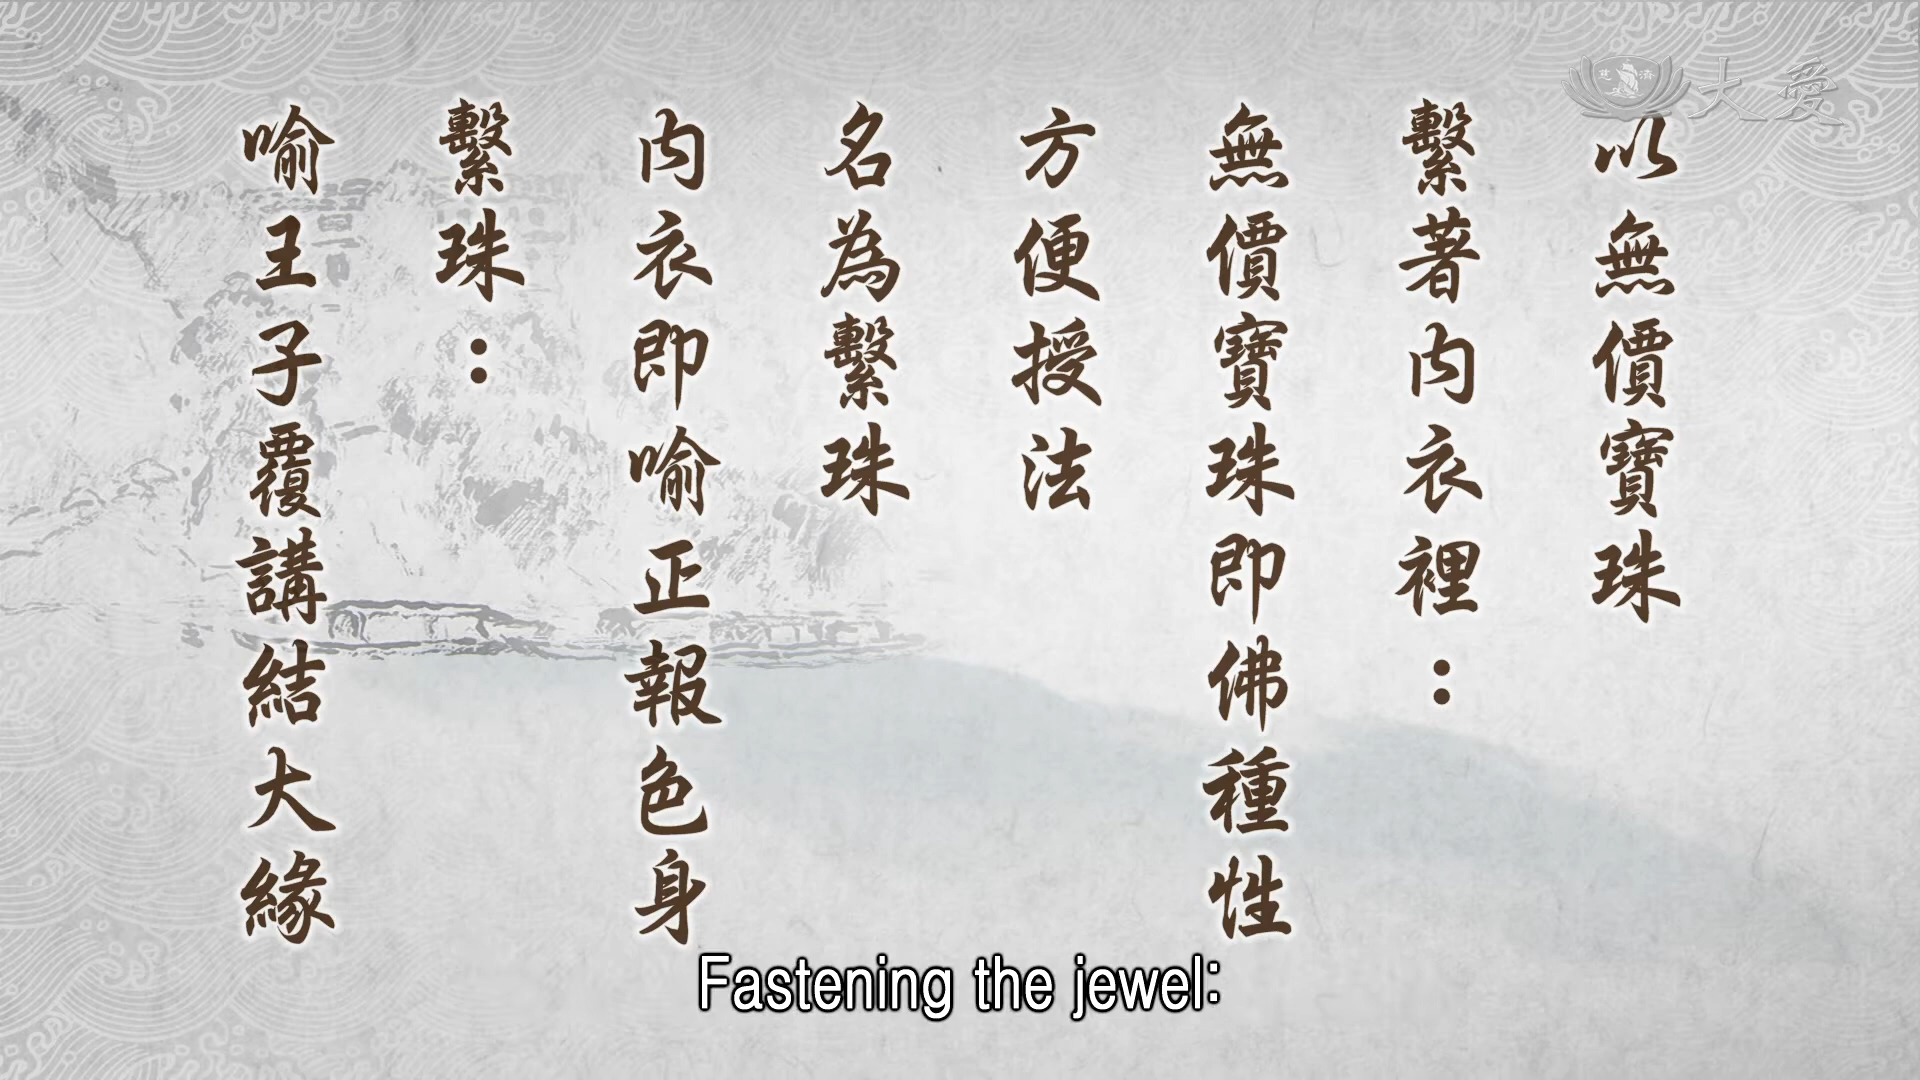 以無價寶珠
繫著內衣裡：
無價寶珠即佛種性
方便授法
名為繫珠
內衣即喻正報色身
繫珠：
喻王子覆講結大緣
慈濟
大愛
Fastening the jewel: